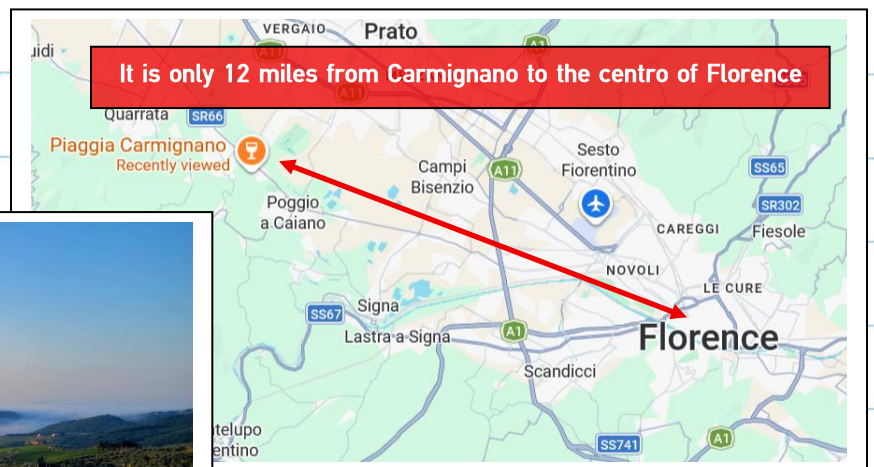 VERGAIO
Prato
A1
It is only 12 miles from Carmignano to the centro of Florence
A11
Quarrata
SR66
Piaggia Carmignano
Recently viewed
Sesto
Fiorentino
Campi
Bisenzio
A11
SS65
Poggio
a Caiano
SR302
CAREGGI
Fiesole
NOVOLI
LE CURE
Signa
SS67
Lastra a Signa
A1
Florence
Scandicci
SS741
A1